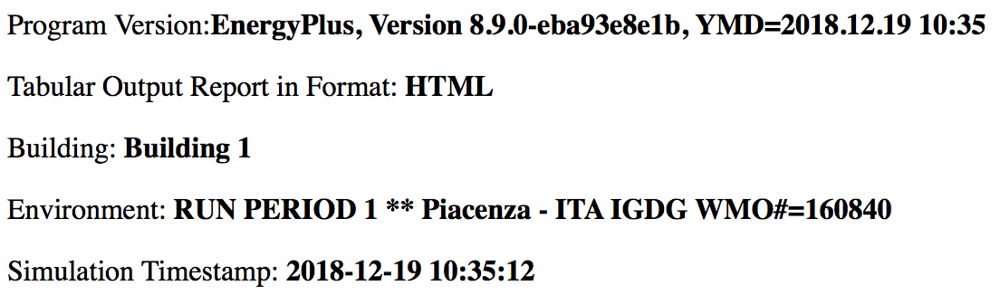 Program Version:EnergyPlus, Version 8.9.0-eba93e8e1b, YMD=2018.12.19 10:35
Tabular Output Report in Format: HTML
Building: Building 1
Environment: RUN PERIOD 1 ** Piacenza - ITA IGDG WMO#=160840
Simulation Timestamp: 2018-12-19 10:35:12